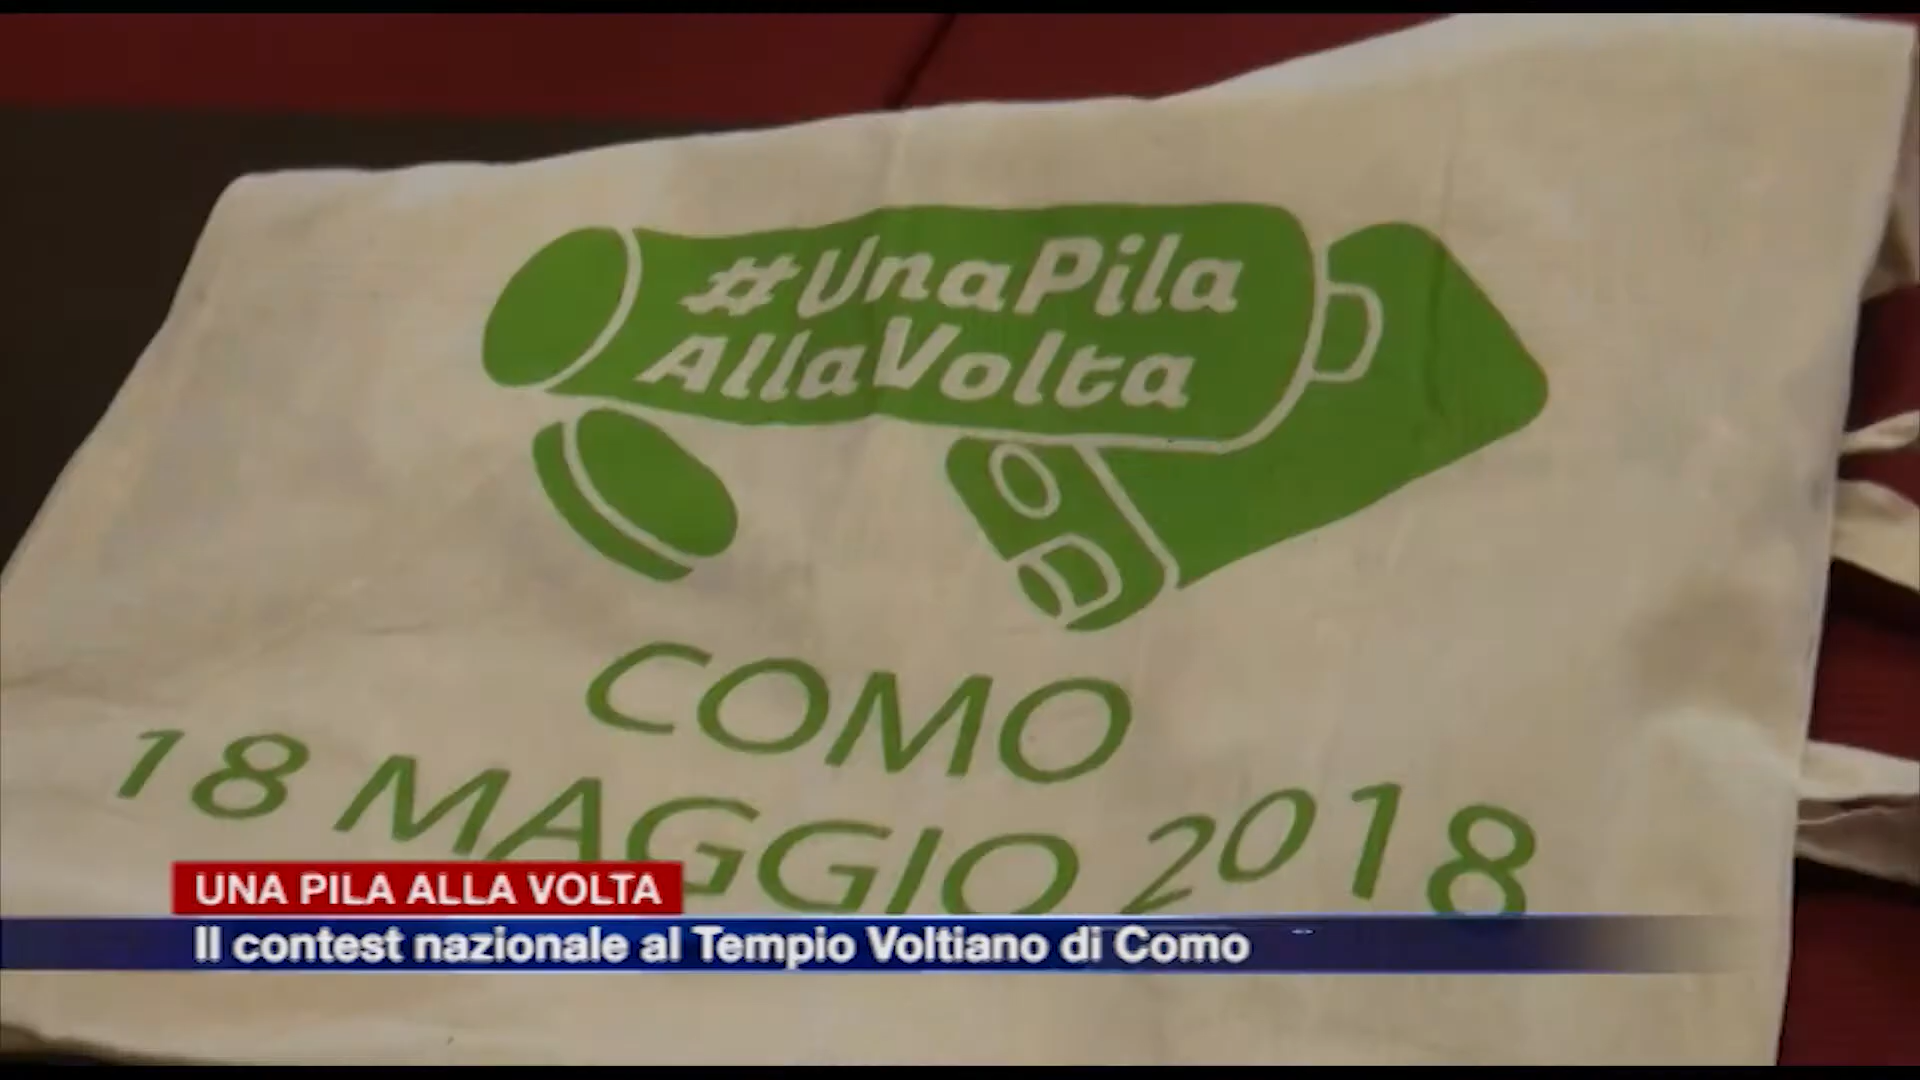 #UnaPila
AllaVolta
COMO
18 MAGGIO 2018
UNA PILA ALLA VOLTA
Il contest nazionale al Tempio Voltiano di Como